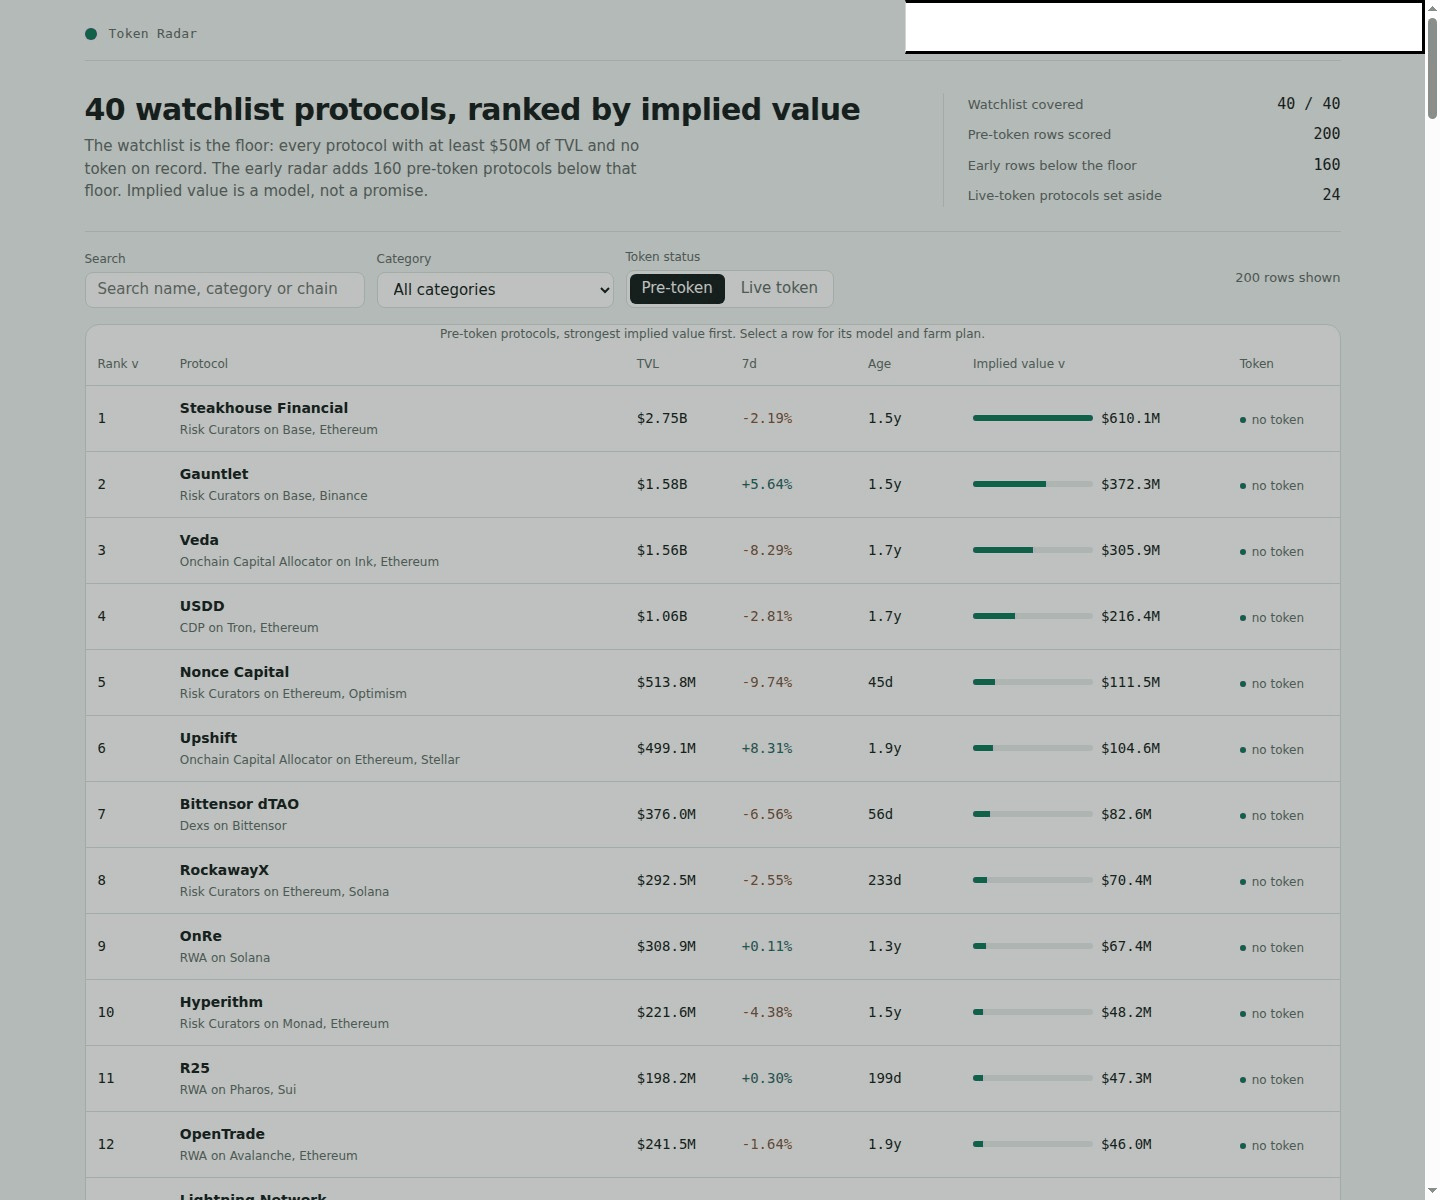 Token Radar
40 watchlist protocols, ranked by implied value
The watchlist is the floor: every protocol with at least $50M of TVL and no
token on record. The early radar adds 160 pre-token protocols below that
floor. Implied value is a model, not a promise.
Watchlist covered 40 / 40
Pre-token rows scored 200
Early rows below the floor 160
Live-token protocols set aside 24
Search Category Token status
Search name, category or chain All categories Pre-token Live token 200 rows shown
Pre-token protocols, strongest implied value first. Select a row for its model and farm plan.
Rank v Protocol TVL 7d Age Implied value v Token
1 Steakhouse Financial $2.75B -2.19% 1.5y $610.1M no token
Risk Curators on Base, Ethereum
2 Gauntlet $1.58B +5.64% 1.5y $372.3M no token
Risk Curators on Base, Binance
3 Veda $1.56B -8.29% 1.7y $305.9M no token
Onchain Capital Allocator on Ink, Ethereum
4 USDD $1.06B -2.81% 1.7y $216.4M no token
CDP on Tron, Ethereum
5 Nonce Capital $513.8M -9.74% 45d $111.5M no token
Risk Curators on Ethereum, Optimism
6 Upshift $499.1M +8.31% 1.9y $104.6M no token
Onchain Capital Allocator on Ethereum, Stellar
7 Bittensor dTAO $376.0M -6.56% 56d $82.6M no token
Dexs on Bittensor
8 RockawayX $292.5M -2.55% 233d $70.4M no token
Risk Curators on Ethereum, Solana
9 OnRe $308.9M +0.11% 1.3y $67.4M no token
RWA on Solana
10 Hyperithm $221.6M -4.38% 1.5y $48.2M no token
Risk Curators on Monad, Ethereum
11 R25 $198.2M +0.30% 199d $47.3M no token
RWA on Pharos, Sui
12 OpenTrade $241.5M -1.64% 1.9y $46.0M no token
RWA on Avalanche, Ethereum
Lightning Network